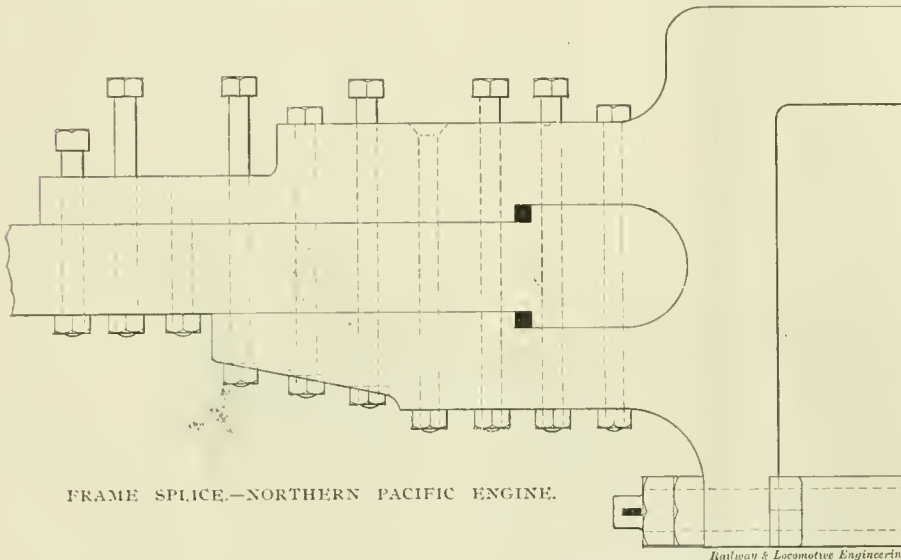 FRAME SPLICE.—NORTHERN PACIFIC ENGINE.
Railway & Locomotive Engineerin